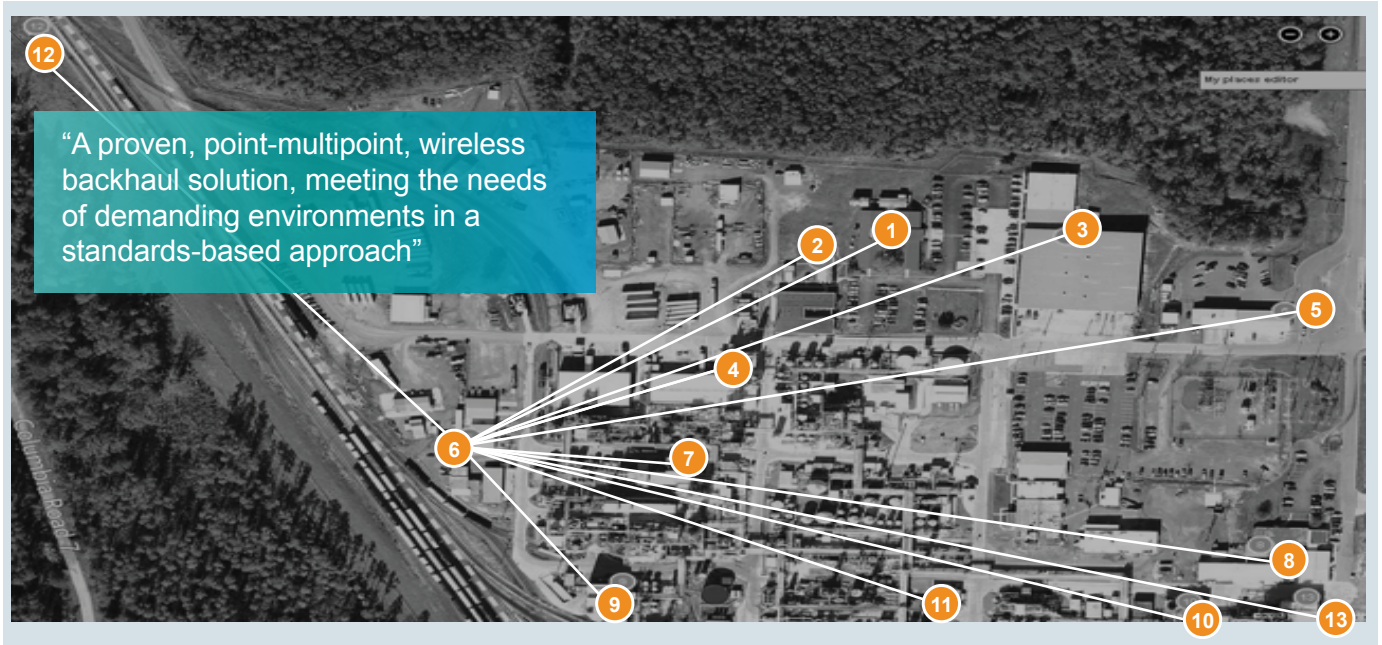 12
“A proven, point-multipoint, wireless
backhaul solution, meeting the needs
of demanding environments in a
standards-based approach”
My places editor
2
1
3
5
4
6
7
8
9
11
10
13
13
Columbia Road 7